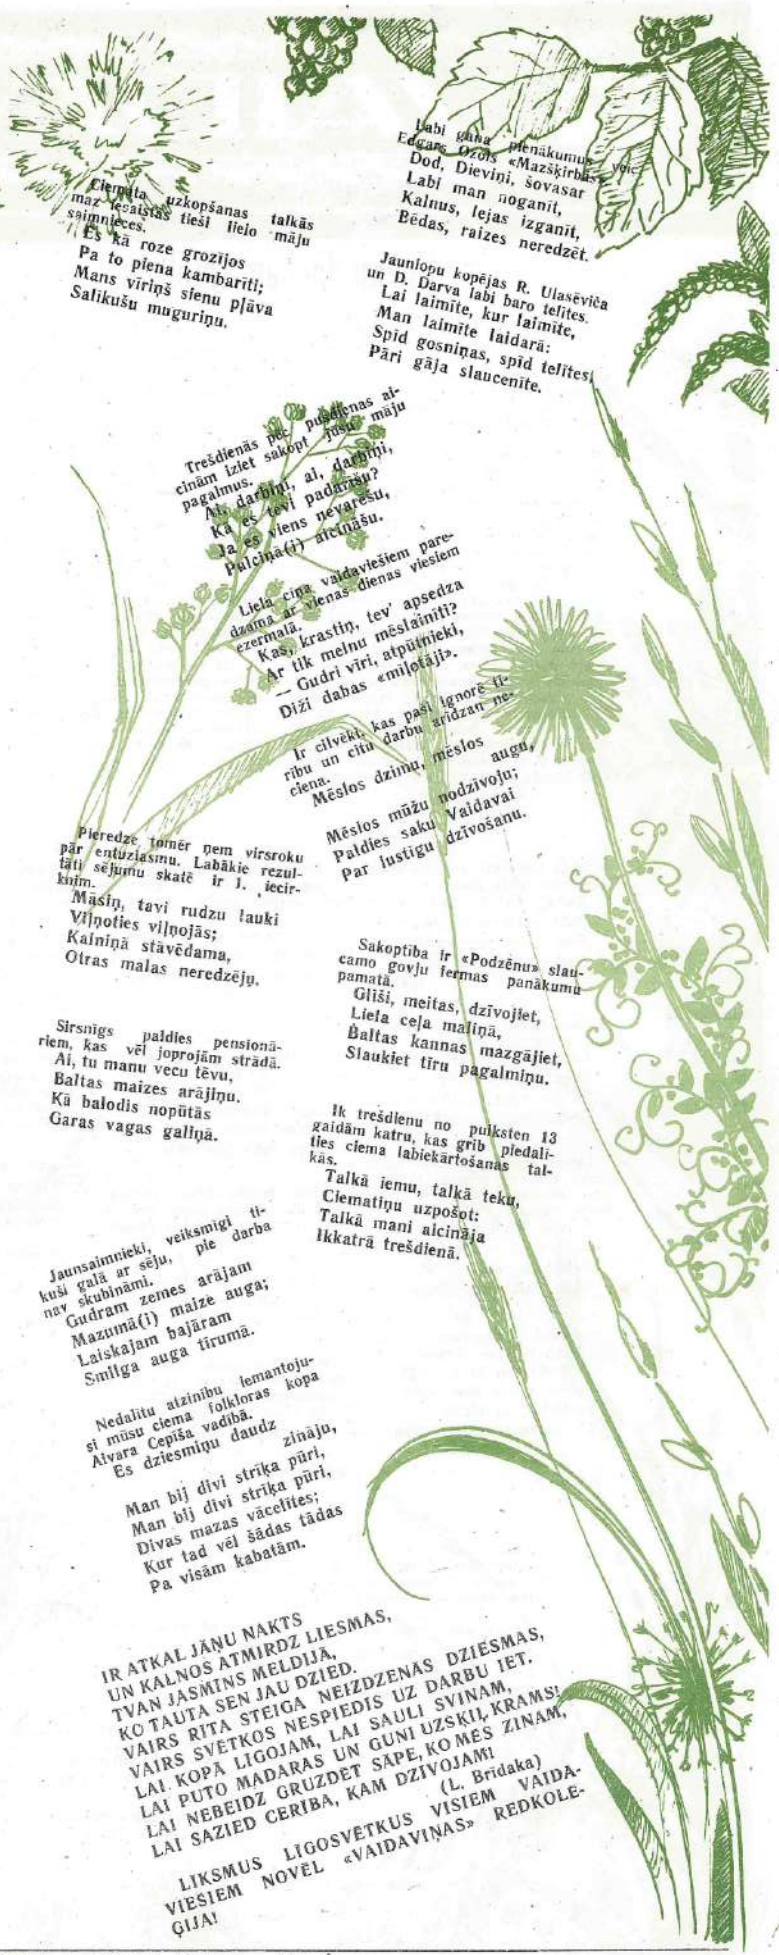 Ciemata uzkopšanas talkās
maz iesaistās tieši lielo māju
saimnieces.
Es kā roze grozījos
Pa to piena kambarīti;
Mans vīriņš sienu pļāva
Salīkušu muguriņu.
Labi gana pienākumus veic
Edgars Ozols «Mazšķirbās».
Dod, Dieviņi, šovasar
Labi man noganīt,
Kalnus, lejas izganīt,
Bēdas, raizes neredzēt.
Jaunlopu kopējas R. Ulasēviča
un D. Darva labi baro telītes.
Lai laimīte, kur laimīte,
Man laimīte laidarā:
Spīd gosniņas, spīd telītes,
Pāri gāja slaucenīte.
Trešdienās pēc pusdienas ai-
cinām iziet sakopt jūsu māju
pagalmus.
Ai, darbiņi, ai, darbiņi,
Kā es tevi padarīšu?
Ja es viens nevarēšu,
Palciņā(i) aicināšu.
Liela cīņa vaidaviešiem pare-
dzama ar vienas dienas viesiem
ezermalā.
Kas, krastiņ, tev' apsedza
Ar tik melnu mēslainīti?
— Gudri vīri, atpūtnieki,
Diži dabas «mīļotāji».
Ir cilvēki, kas paši ignorē tī-
rību un citu darbu arīdzan ne-
ciena.
Mēslos dzimu, mēslos
augu,
Mēslos mūžu nodzīvoju;
Paldies saku Vaidavai
Par lustīgu dzīvošanu.
Pieredze tomēr ņem virsroku
pār entuziasmu. Labākie rezul-
tāti sējumu skatē ir 1. iecir-
knim.
Māsiņ, tavi rudzu lauki
Viļņoties viļņojās;
Kalniņā stāvēdama,
Otras malas neredzēju.
Sakoptība ir «Podzēnu» slau-
camo govju fermas panākumu
pamatā.
Glīši, meitas, dzīvojiet,
Liela ceļa maliņā,
Baltas kannas mazgājiet,
Slaukiet tīru pagalmiņu.
Sirsnīgs paldies pensionā-
riem, kas vēl joprojām strādā.
Ai, tu manu vecu tēvu,
Baltas maizes arājiņu.
Kā balodis nopūtās
Garas vagas galiņā.
Ik trešdienu no pulksten 13
gaidām katru, kas grib piedalī-
ties ciema labiekārtošanas tal-
kās.
Talkā iemu, talkā teku,
Ciematiņu uzpošot:
Talkā mani aicināja
Ikkatrā trešdienā.
Jaunsaimnieki, veiksmīgi ti-
kuši galā ar sēju, pie darba
nav skubināmi.
Gudram zemes arājam
Mazumā(i) maize auga;
Laiskajam bajāram
Smilga auga tīrumā.
Nedalītu atzinību iemantoju-
si mūsu ciema folkloras kopa
Aivara Cepīša vadībā.
Es dziesmiņu daudz
zināju,
Man bij divi strīķa pūri,
Man bij divi strīķa pūri,
Divas mazas vācelītes;
Kur tad vēl šādas tādas
Pa visām kabatām.
IR ATKAL JĀŅU NAKTS
UN KALNOS ATMIRDZ LIESMAS,
TVAN JASMĪNS MELDIJĀ,
KO TAUTA SEN JAU DZIED.
VAIRS RĪTA STEIGA NEIZDZENĀS DZIESMAS,
VAIRS SVĒTKOS NESPIEDĪS UZ DARBU IET.
LAI KOPĀ LĪGOJAM, LAI SAULI SVINAM,
LAI PUTO MADARAS UN GUNI UZSKIĻ KRAMS!
LAI NEBEIDZ GRUZDĒT SĀPE, KO MĒS ZINĀM,
LAI SAZIED CERĪBA, KAM DZĪVOJAM!
(L. Brīdaka)
LĪKSMUS LĪGOSVĒTKUS VISIEM VAIDA-
VIEŠIEM NOVĒL «VAIDAVIŅAS» REDKOLĒ-
ĢIJA!